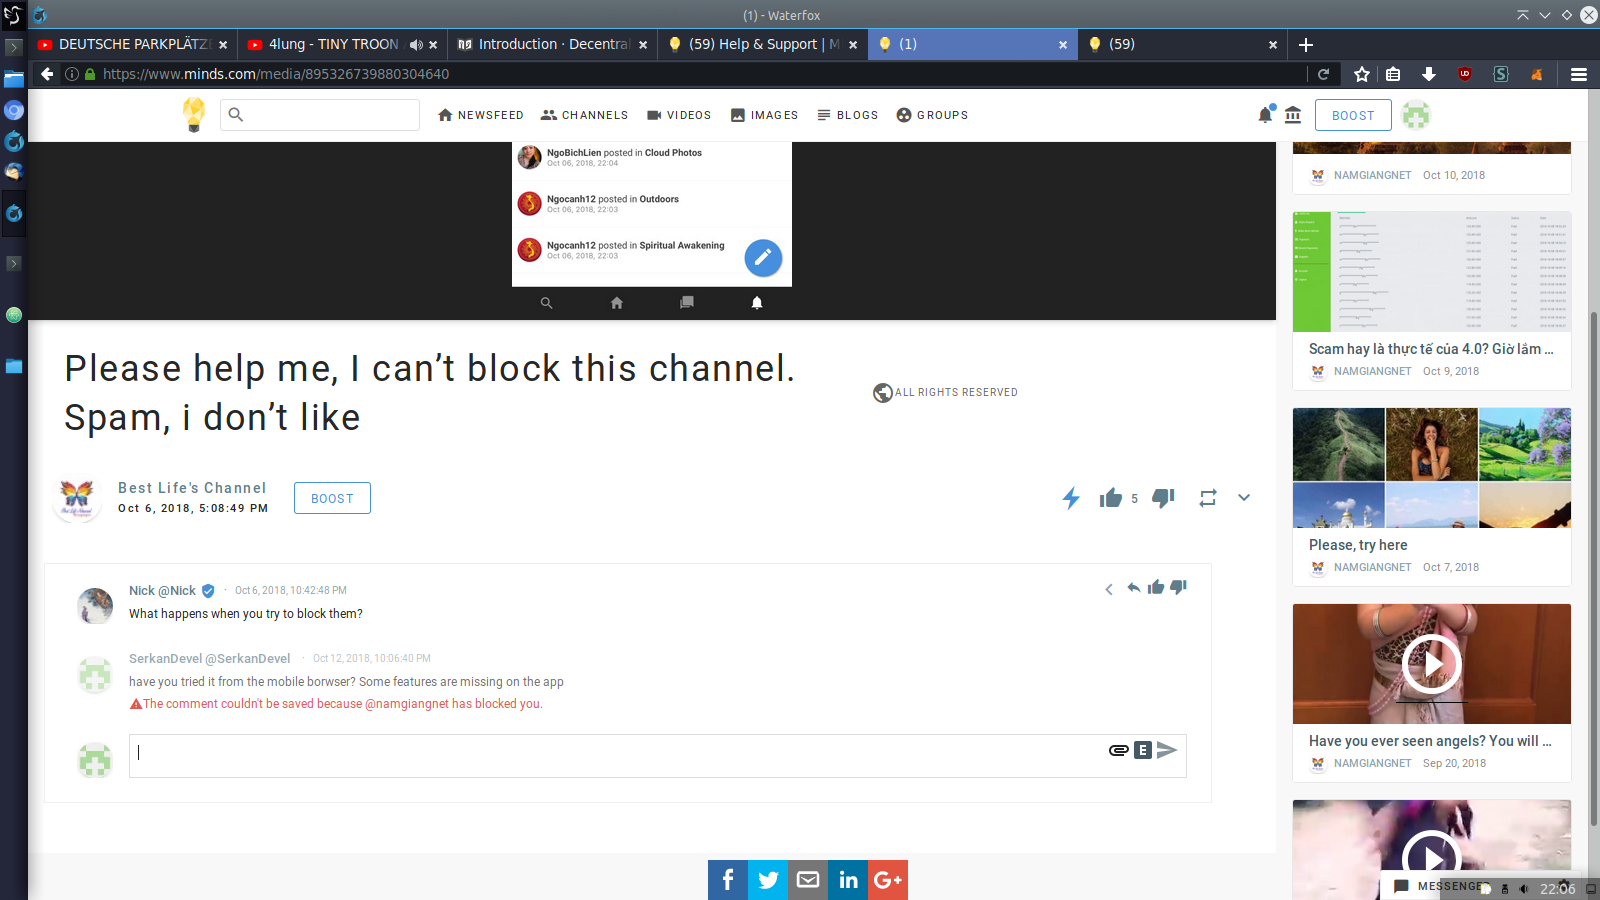 (1) - Waterfox
DEUTSCHE PARKPLÄTZE
4lung - TINY TROON
Introduction · Decentra
(59) Help & Support | M
(1)
(59)
https://www.minds.com/media/895326739880304640
NEWSFEED
CHANNELS
VIDEOS
IMAGES
BLOGS
GROUPS
BOOST
NgoBichLien posted in Cloud Photos
Oct 06, 2018, 22:04
Ngocanh12 posted in Outdoors
Oct 06, 2018, 22:03
Ngocanh12 posted in Spiritual Awakening
Oct 06, 2018, 22:03
Please help me, I can’t block this channel.
Spam, i don’t like
ALL RIGHTS RESERVED
Best Life's Channel
Oct 6, 2018, 5:08:49 PM
BOOST
5
Nick @Nick · Oct 6, 2018, 10:42:48 PM
What happens when you try to block them?
SerkanDevel @SerkanDevel · Oct 12, 2018, 10:06:40 PM
have you tried it from the mobile borwser? Some features are missing on the app
The comment couldn't be saved because @namgiangnet has blocked you.
E
NAMGIANGNET Oct 10, 2018
Scam hay là thực tế của 4.0? Giờ lắm ...
NAMGIANGNET Oct 9, 2018
Please, try here
NAMGIANGNET Oct 7, 2018
Have you ever seen angels? You will ...
NAMGIANGNET Sep 20, 2018
MESSENGER
22:06